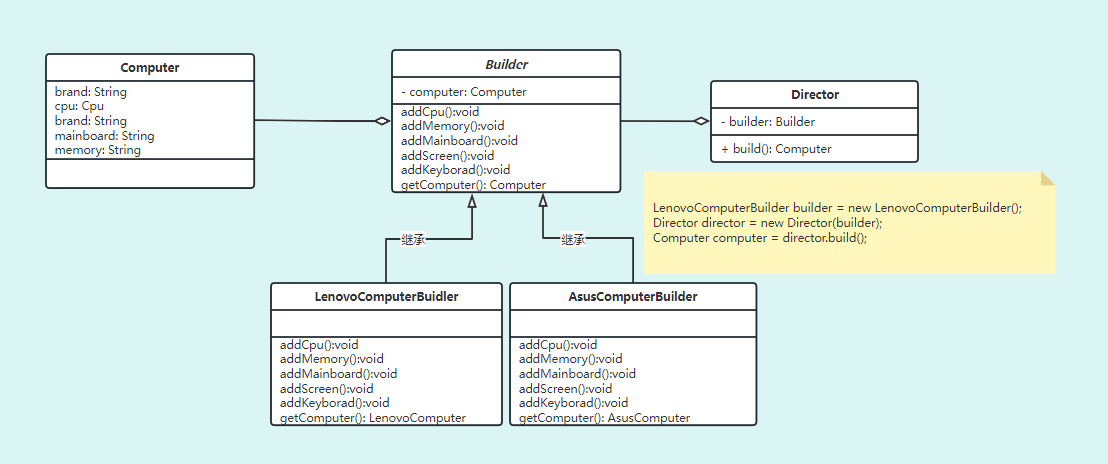 Computer
brand: String
cpu: Cpu
brand: String
mainboard: String
memory: String
Builder
- computer: Computer
addCpu():void
addMemory():void
addMainboard():void
addScreen():void
addKeyborad():void
getComputer(): Computer
Director
- builder: Builder
+ build(): Computer
LenovoComputerBuilder builder = new LenovoComputerBuilder();
Director director = new Director(builder);
Computer computer = director.build();
继承
继承
LenovoComputerBuidler
addCpu():void
addMemory():void
addMainboard():void
addScreen():void
addKeyborad():void
getComputer(): LenovoComputer
AsusComputerBuilder
addCpu():void
addMemory():void
addMainboard():void
addScreen():void
addKeyborad():void
getComputer(): AsusComputer